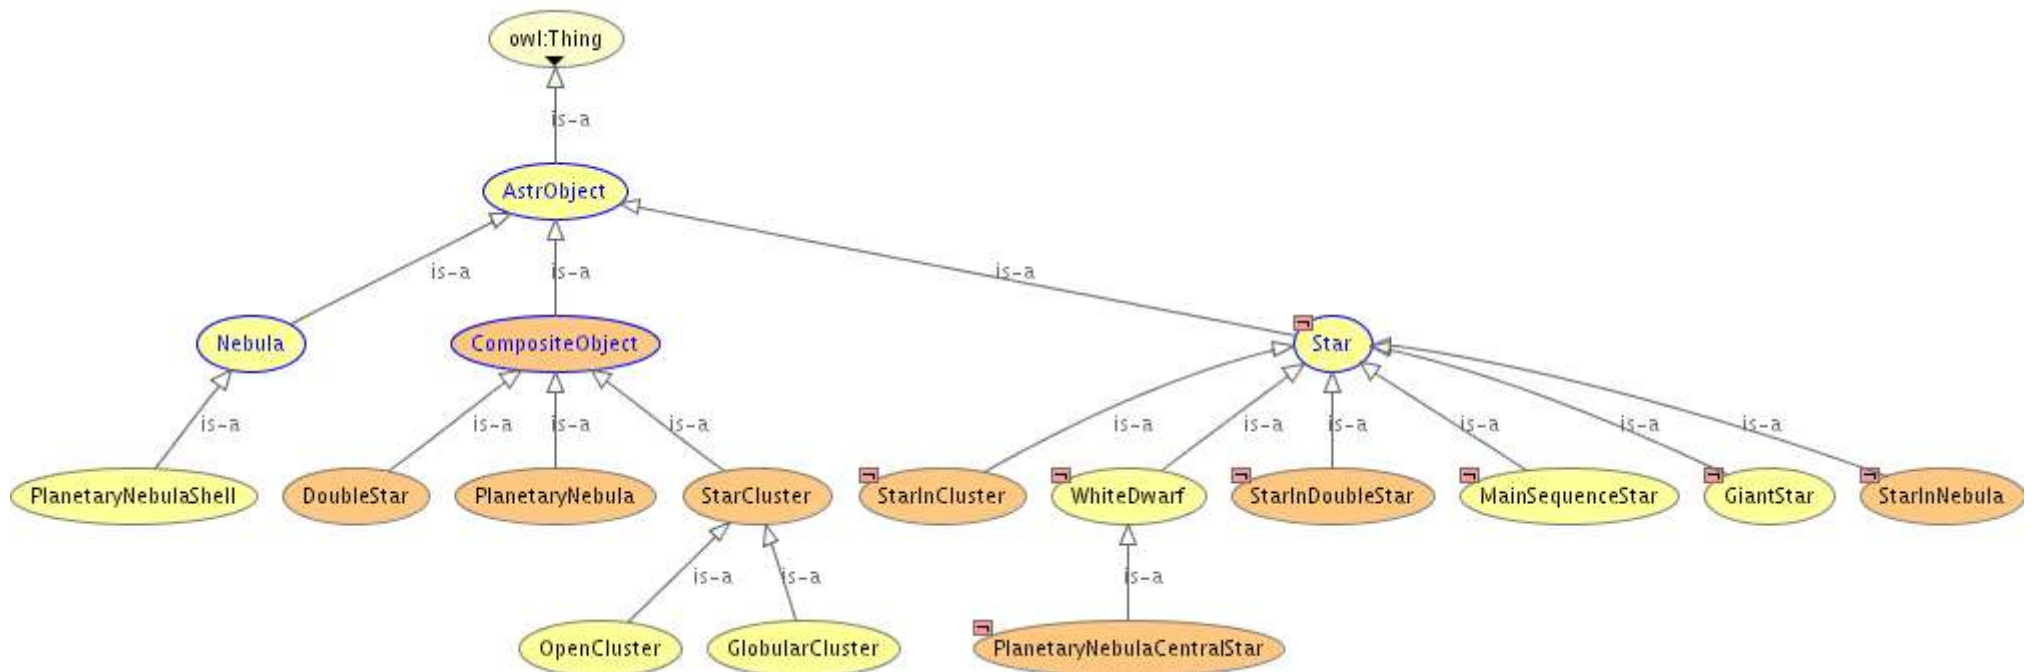 owl:Thing
is-a
AstrObject
is-a
is-a
is-a
Nebula
CompositeObject
Star
is-a
is-a
is-a
is-a
is-a
is-a
is-a
is-a
is-a
is-a
PlanetaryNebulaShell
DoubleStar
PlanetaryNebula
StarCluster
StarInCluster
WhiteDwarf
StarInDoubleStar
MainSequenceStar
GiantStar
StarInNebula
is-a
is-a
is-a
OpenCluster
GlobularCluster
PlanetaryNebulaCentralStar